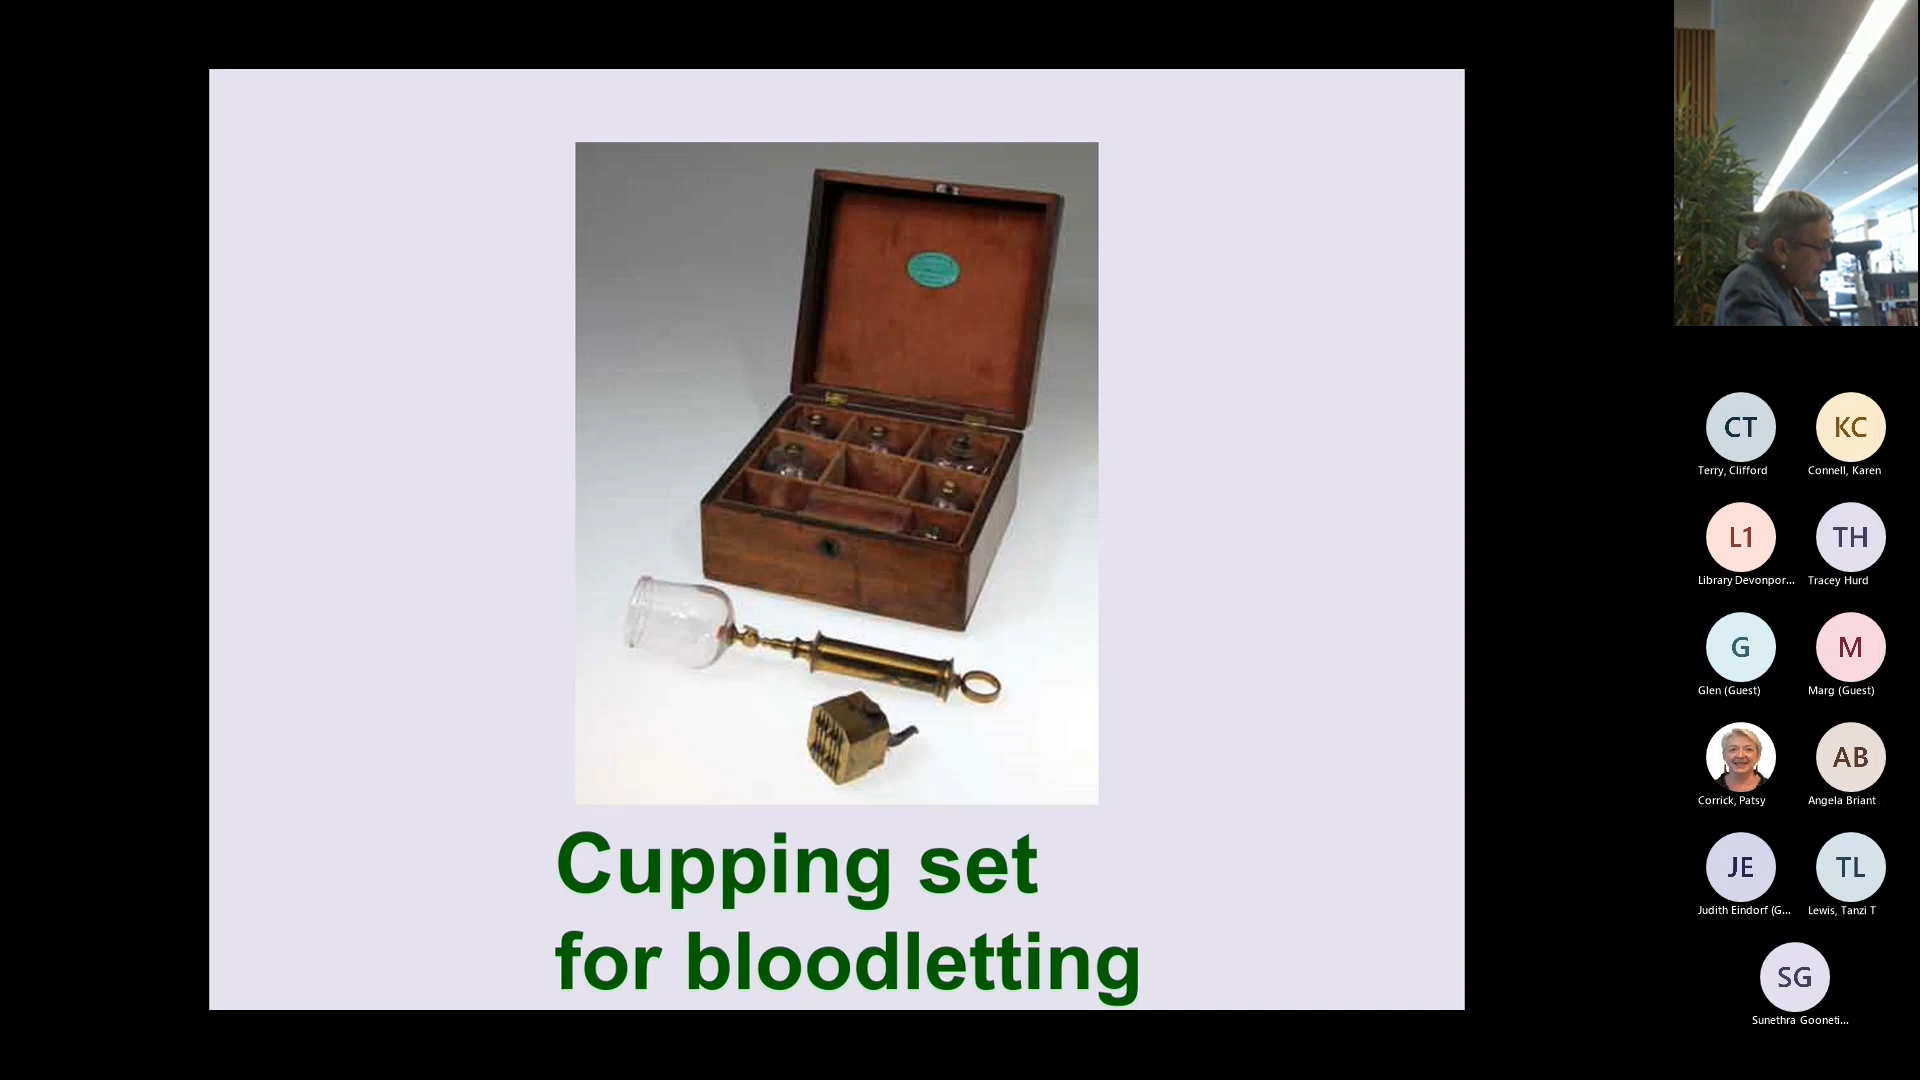 Cupping set
for bloodletting
CT
Terry, Clifford
KC
Connell, Karen
L1
Library Devonpor...
TH
Tracey Hurd
G
Glen (Guest)
M
Marg (Guest)
Corrick, Patsy
AB
Angela Briant
JE
Judith Eindorf (G...
TL
Lewis, Tanzi T
SG
Sunethra Gooneti...